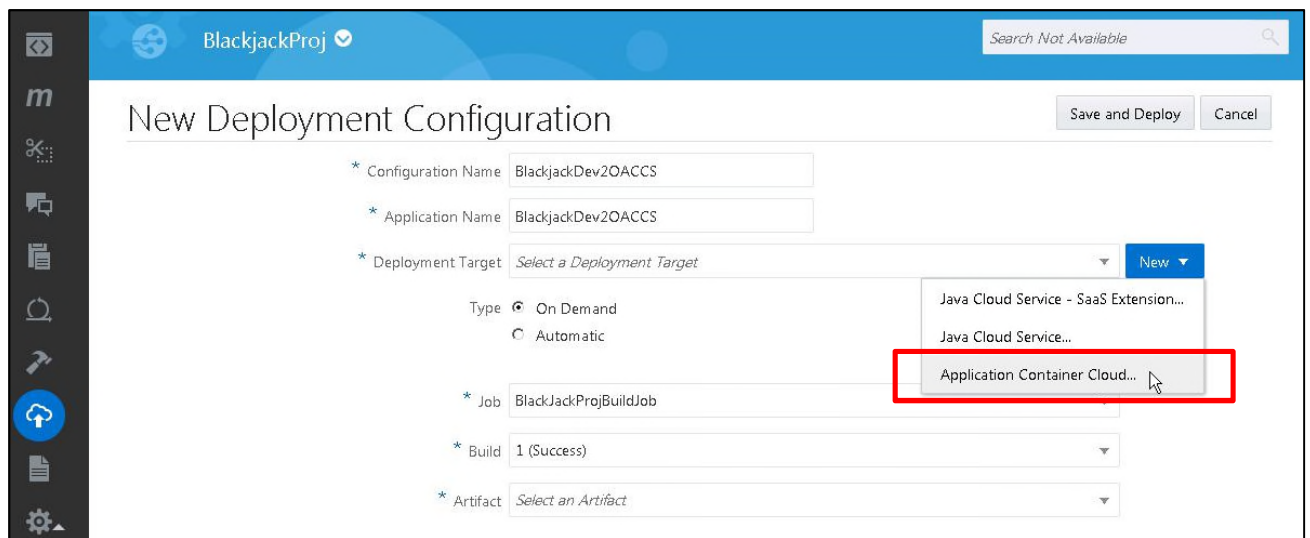 BlackjackProj
Search Not Available
m
New Deployment Configuration
Save and Deploy Cancel
* Configuration Name BlackjackDev2OACCS
* Application Name BlackjackDev2OACCS
* Deployment Target Select a Deployment Target New
Java Cloud Service - SaaS Extension...
Type On Demand
Automatic
Java Cloud Service...
Application Container Cloud...
* Job BlackJackProjBuildJob
* Build 1 (Success)
* Artifact Select an Artifact